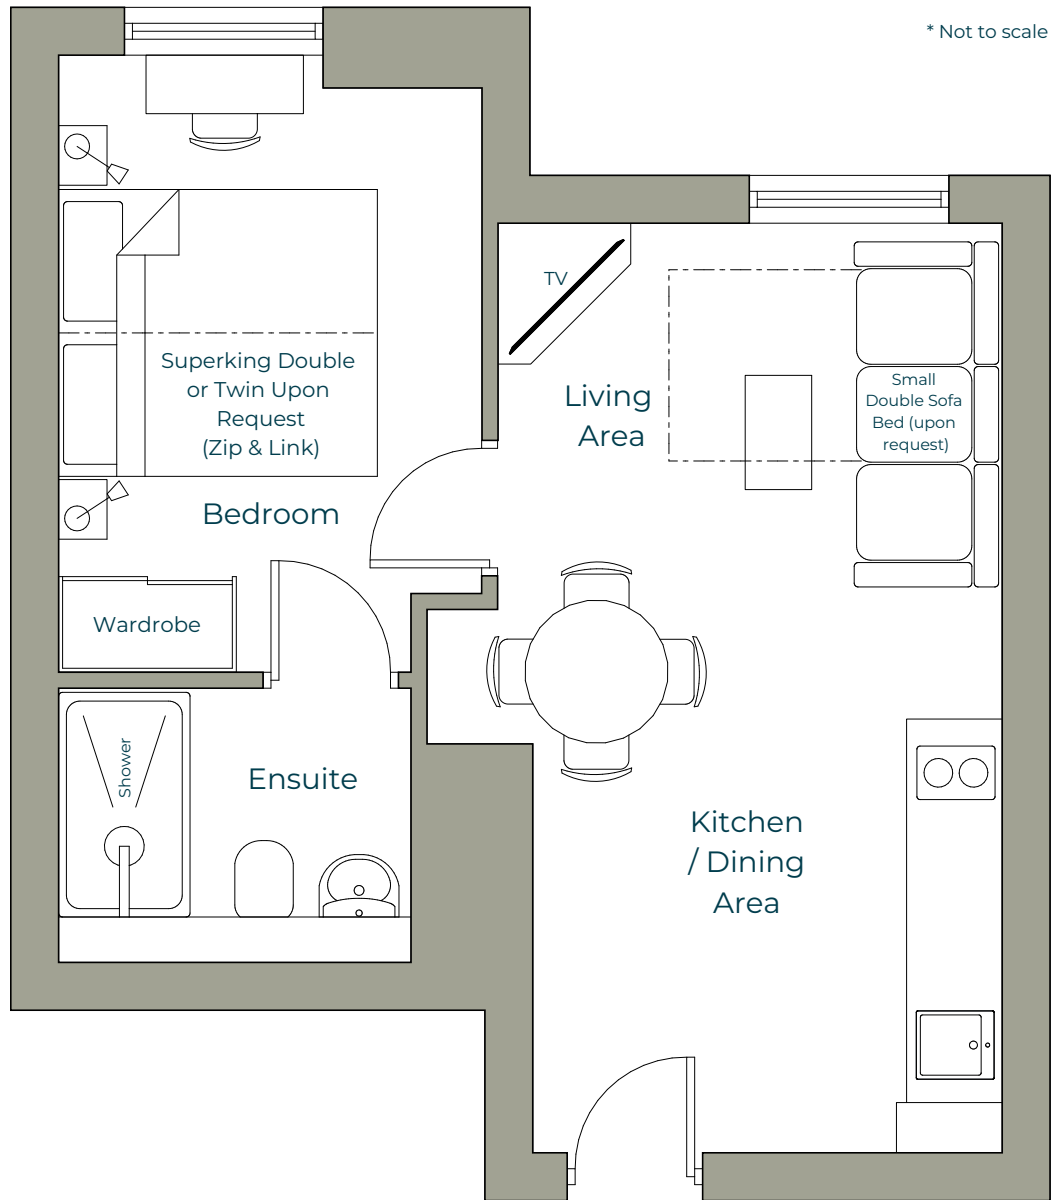 * Not to scale
TV
Superking Double
or Twin Upon
Request
(Zip & Link)
Living
Area
Small
Double Sofa
Bed (upon
request)
Bedroom
Wardrobe
Shower
Ensuite
Kitchen
/ Dining
Area